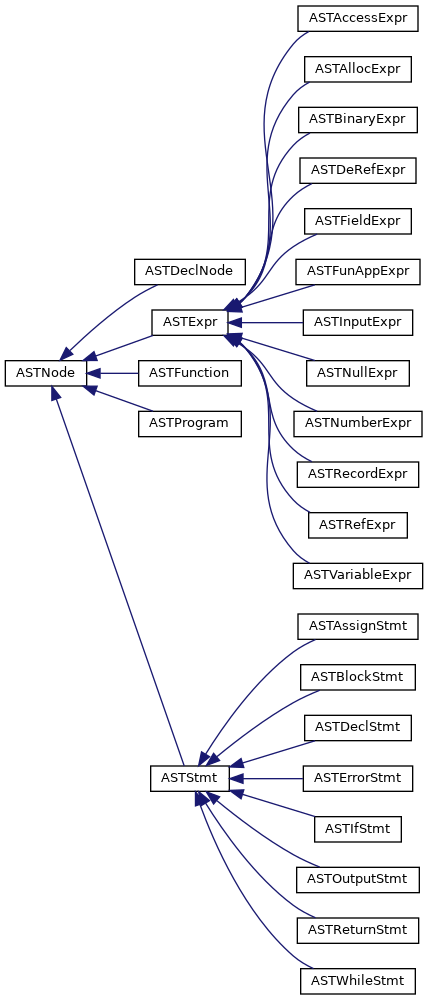 ASTAccessExpr
ASTAllocExpr
ASTBinaryExpr
ASTDeRefExpr
ASTFieldExpr
ASTDeclNode
ASTFunAppExpr
ASTExpr
ASTInputExpr
ASTNode
ASTFunction
ASTNullExpr
ASTProgram
ASTNumberExpr
ASTRecordExpr
ASTRefExpr
ASTVariableExpr
ASTAssignStmt
ASTBlockStmt
ASTDeclStmt
ASTStmt
ASTErrorStmt
ASTIfStmt
ASTOutputStmt
ASTReturnStmt
ASTWhileStmt